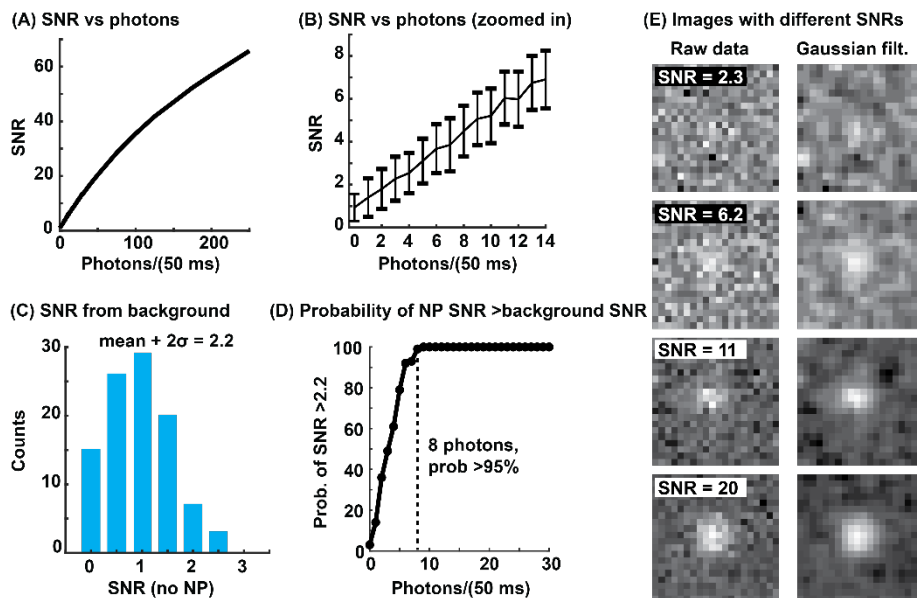 (A) SNR vs photons
SNR
60
40
20
0
0 100 200
Photons/(50 ms)
(B) SNR vs photons (zoomed in)
SNR
8
6
4
2
0
0 2 4 6 8 10 12 14
Photons/(50 ms)
(C) SNR from background
mean + 2σ = 2.2
Counts
30
20
10
0
0 1 2 3
SNR (no NP)
(D) Probability of NP SNR >background SNR
Prob. of SNR >2.2
100
80
60
40
20
0
8 photons,
prob >95%
0 10 20 30
Photons/(50 ms)
(E) Images with different SNRs
Raw data Gaussian filt.
SNR = 2.3
SNR = 6.2
SNR = 11
SNR = 20